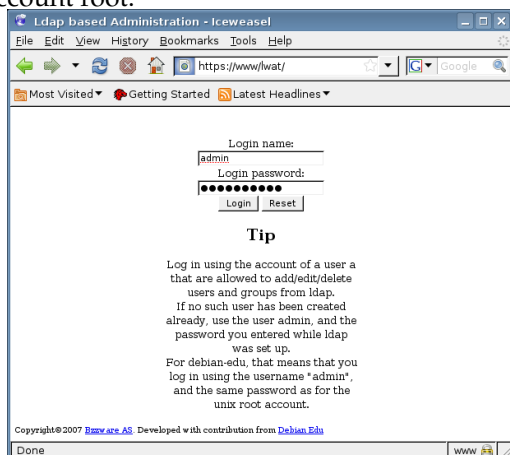 ccount root.
Ldap based Administration - Iceweasel
File Edit View History Bookmarks Tools Help
https://www/lwat/
Google
Most Visited Getting Started Latest Headlines
Login name:
admin
Login password:
Login Reset
Tip
Log in using the account of a user a
that are allowed to add/edit/delete
users and groups from ldap.
If no such user has been created
already, use the user admin, and the
password you entered while ldap
was set up.
For debian-edu, that means that you
log in using the username "admin",
and the same password as for the
unix root account.
Copyright©2007 Bzzware AS. Developed with contribution from Debian Edu
Done
www